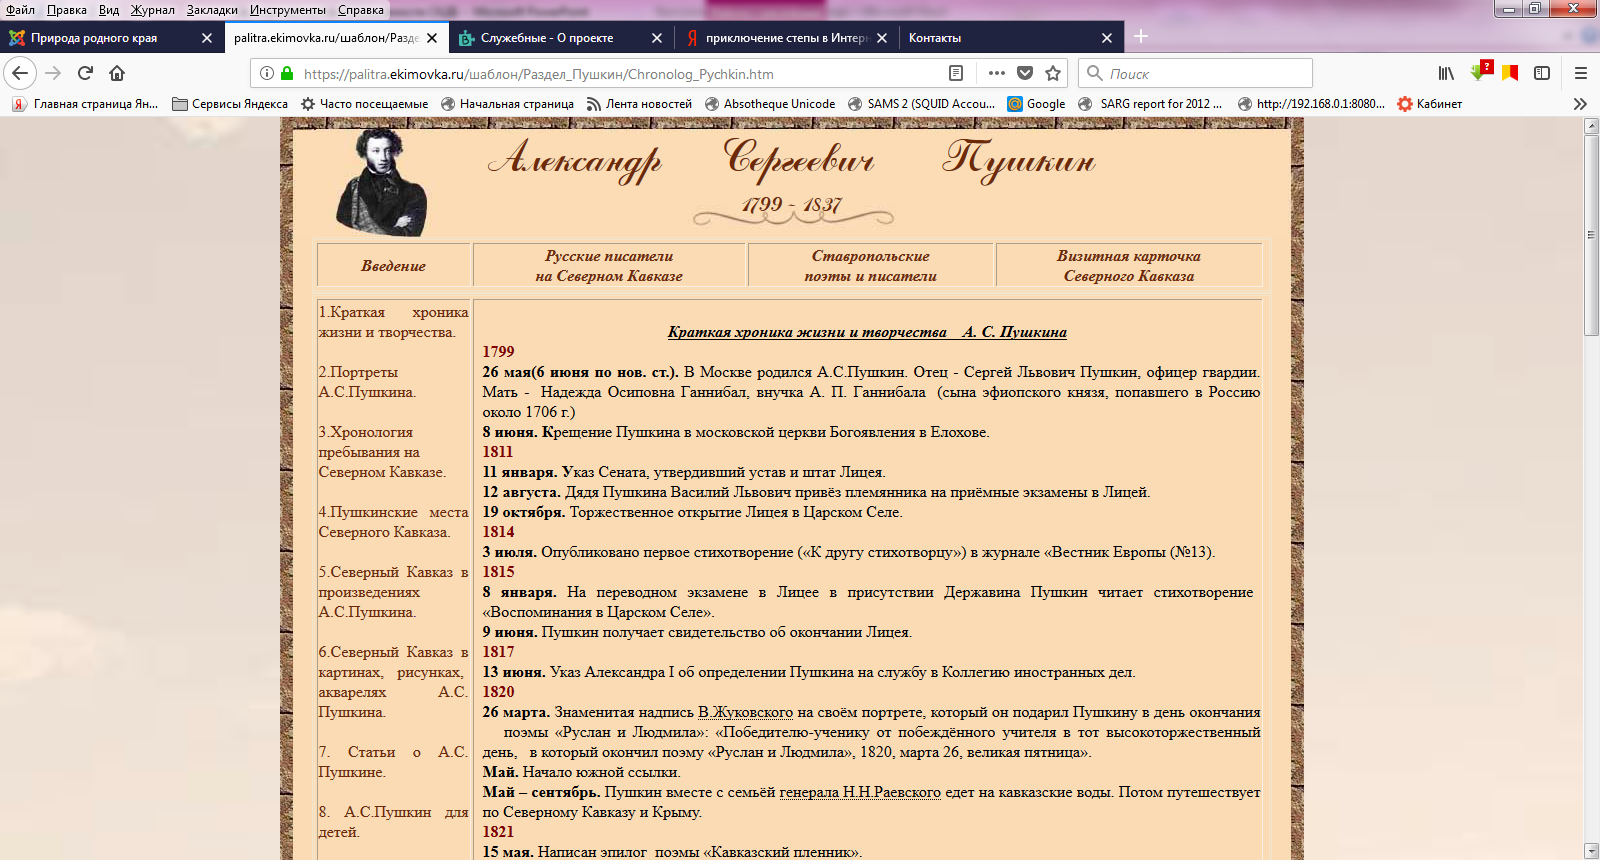 Файл Правка Вид Журнал Закладки Инструменты Справка
Природа родного края
palitra.ekimovka.ru/шаблон/Разде
Служебные - О проекте
приключение степы в Интерн
Контакты
https://palitra.ekimovka.ru/шаблон/Раздел_Пушкин/Chronolog_Pychkin.htm
Поиск
Главная страница Ян...
Сервисы Яндекса
Часто посещаемые
Начальная страница
Лента новостей
Absotheque Unicode
SAMS 2 (SQUID Accou...
Google
SARG report for 2012 ...
http://192.168.0.1:8080...
Кабинет
Александр Сергеевич Пушкин
1799 - 1837
Введение
Русские писатели
на Северном Кавказе
Ставропольские
поэты и писатели
Визитная карточка
Северного Кавказа
1.Краткая хроника
жизни и творчества.
2.Портреты
А.С.Пушкина.
3.Хронология
пребывания на
Северном Кавказе.
4.Пушкинские места
Северного Кавказа.
5.Северный Кавказ в
произведениях
А.С.Пушкина.
6.Северный Кавказ в
картинах, рисунках,
акварелях А.С.
Пушкина.
7. Статьи о А.С.
Пушкине.
8. А.С.Пушкин для
детей.
Краткая хроника жизни и творчества А. С. Пушкина
1799
26 мая(6 июня по нов. ст.). В Москве родился А.С.Пушкин. Отец - Сергей Львович Пушкин, офицер гвардии.
Мать - Надежда Осиповна Ганнибал, внучка А. П. Ганнибала (сына эфиопского князя, попавшего в Россию
около 1706 г.)
8 июня. Крещение Пушкина в московской церкви Богоявления в Елохове.
1811
11 января. Указ Сената, утвердивший устав и штат Лицея.
12 августа. Дядя Пушкина Василий Львович привёз племянника на приёмные экзамены в Лицей.
19 октября. Торжественное открытие Лицея в Царском Селе.
1814
3 июля. Опубликовано первое стихотворение («К другу стихотворцу») в журнале «Вестник Европы (№13).
1815
8 января. На переводном экзамене в Лицее в присутствии Державина Пушкин читает стихотворение
«Воспоминания в Царском Селе».
9 июня. Пушкин получает свидетельство об окончании Лицея.
1817
13 июня. Указ Александра I об определении Пушкина на службу в Коллегию иностранных дел.
1820
26 марта. Знаменитая надпись В.Жуковского на своём портрете, который он подарил Пушкину в день окончания
поэмы «Руслан и Людмила»: «Победителю-ученику от побеждённого учителя в тот высокоторжественный
день, в который окончил поэму «Руслан и Людмила», 1820, марта 26, великая пятница».
Май. Начало южной ссылки.
Май – сентябрь. Пушкин вместе с семьёй генерала Н.Н.Раевского едет на кавказские воды. Потом путешествует
по Северному Кавказу и Крыму.
1821
15 мая. Написан эпилог поэмы «Кавказский пленник».